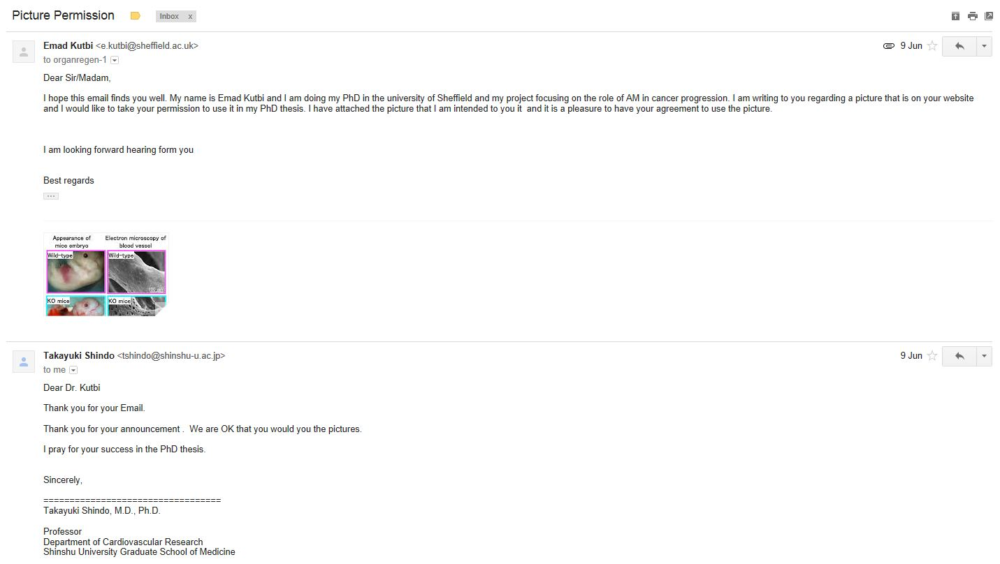 Picture Permission
Inbox x
Emad Kutbi <e.kutbi@sheffield.ac.uk>
9 Jun
to organregen-1
Dear Sir/Madam,
I hope this email finds you well. My name is Emad Kutbi and I am doing my PhD in the university of Sheffield and my project focusing on the role of AM in cancer progression. I am writing to you regarding a picture that is on your website
and I would like to take your permission to use it in my PhD thesis. I have attached the picture that I am intended to you it  and it is a pleasure to have your agreement to use the picture.
I am looking forward hearing form you
Best regards
Appearance of
mice embryo
Electron microscopy of
blood vessel
Wild-type
Wild-type
KO mice
KO mice
Takayuki Shindo <tshindo@shinshu-u.ac.jp>
9 Jun
to me
Dear Dr. Kutbi
Thank you for your Email.
Thank you for your announcement .  We are OK that you would you the pictures.
I pray for your success in the PhD thesis.
Sincerely,
==================================
Takayuki Shindo, M.D., Ph.D.
Professor
Department of Cardiovascular Research
Shinshu University Graduate School of Medicine